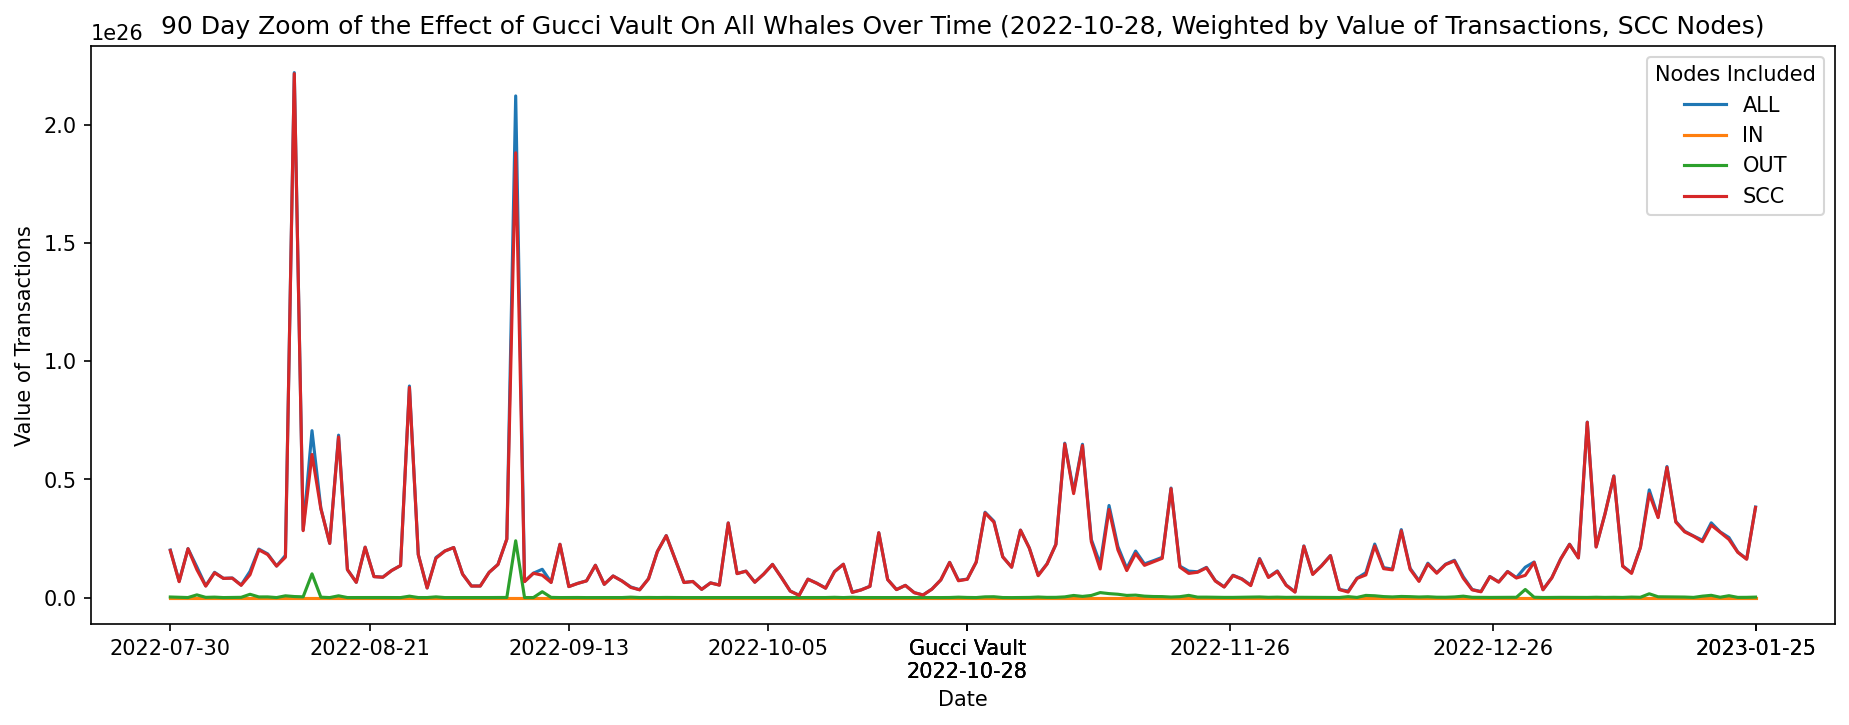 90 Day Zoom of the Effect of Gucci Vault On All Whales Over Time (2022-10-28, Weighted by Value of Transactions, SCC Nodes)
1e26
Nodes Included
ALL
IN
OUT
SCC
Value of Transactions
2.0
1.5
1.0
0.5
0.0
2022-07-30 2022-08-21 2022-09-13 2022-10-05 Gucci Vault 2022-11-26 2022-12-26 2023-01-25
2022-10-28
Date